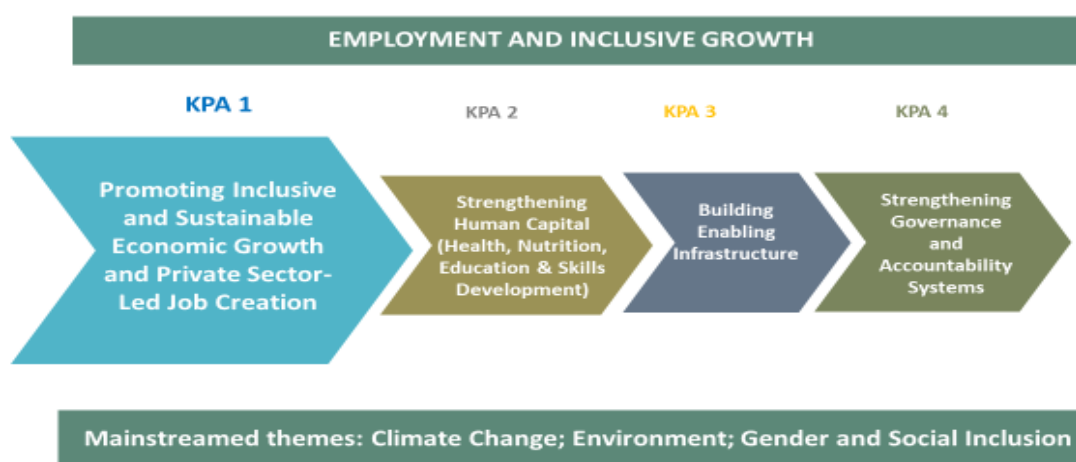 EMPLOYMENT AND INCLUSIVE GROWTH
KPA 1
KPA 2
KPA 3
KPA 4
Promoting Inclusive
and Sustainable
Economic Growth
and Private Sector-
Led Job Creation
Strengthening
Human Capital
(Health, Nutrition,
Education & Skills
Development)
Building
Enabling
Infrastructure
Strengthening
Governance
and
Accountability
Systems
Mainstreamed themes: Climate Change; Environment; Gender and Social Inclusion